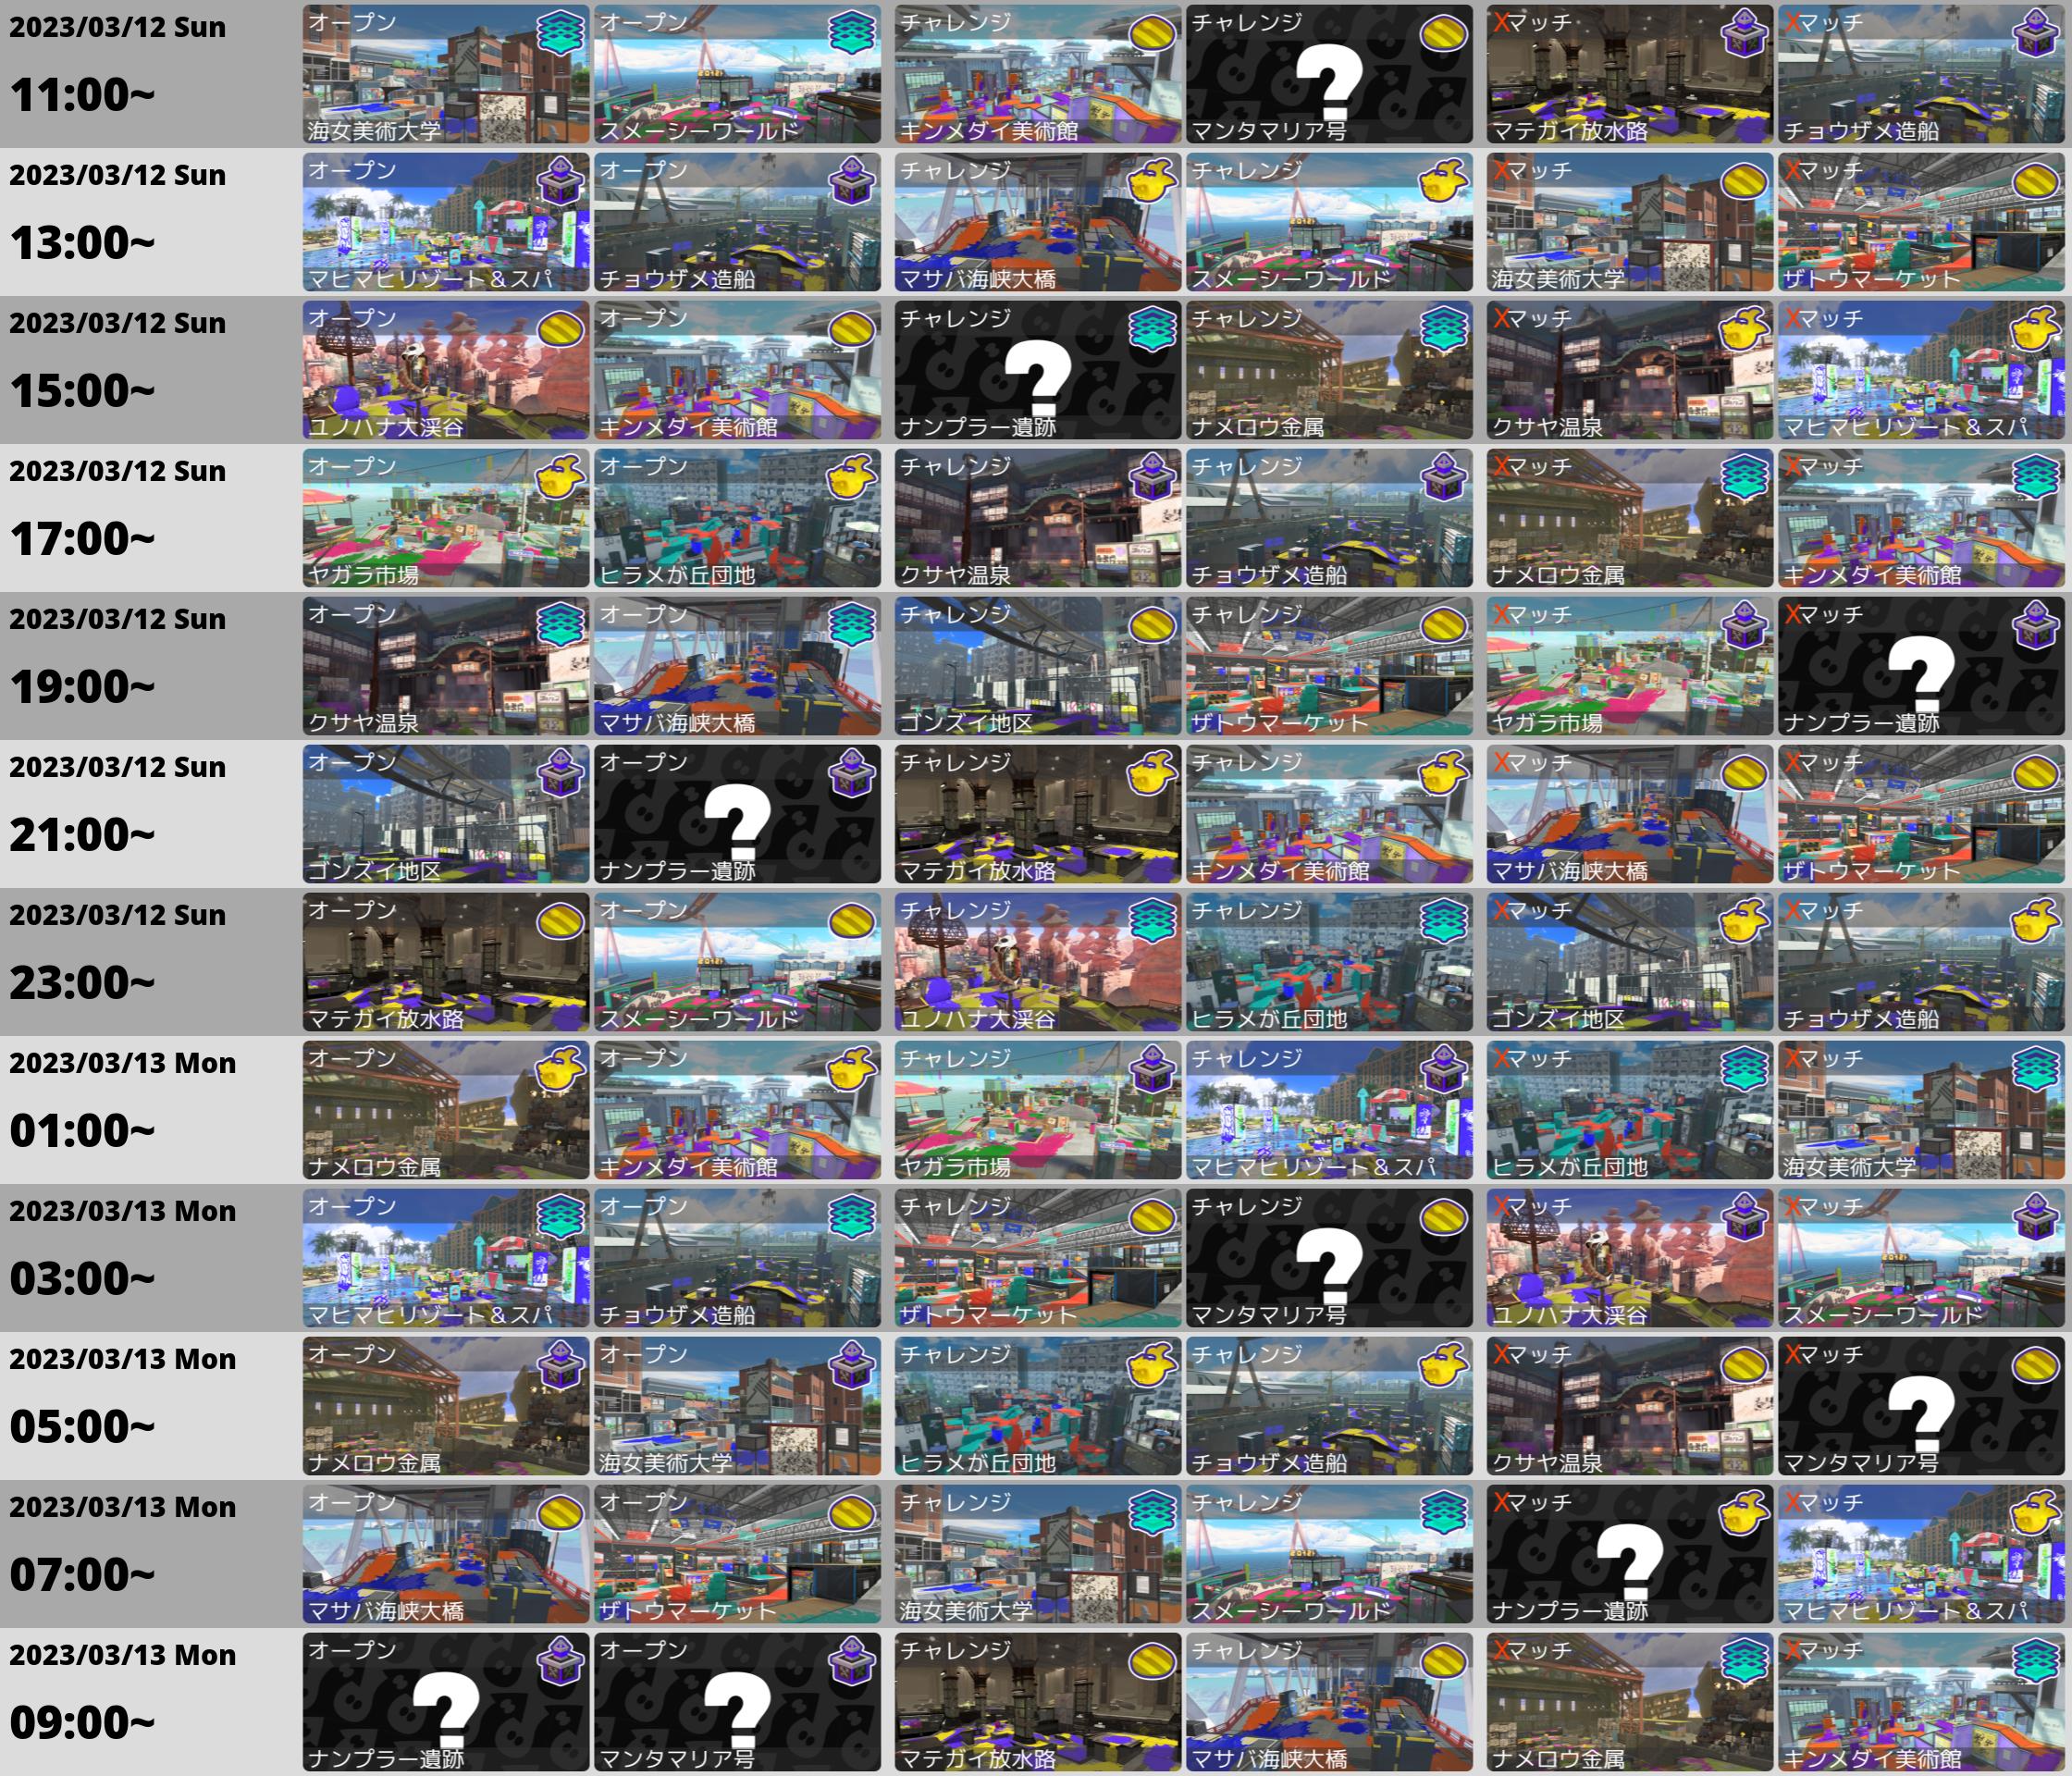 2023/03/12 Sun
11:00~
オープン オープン チャレンジ チャレンジ Xマッチ Xマッチ
海女美術大学 スメーシーワールド キンメダイ美術館 マンタマリア号 マテガイ放水路 チョウザメ造船
2023/03/12 Sun
13:00~
オープン オープン チャレンジ チャレンジ Xマッチ Xマッチ
マヒマヒリゾート&スパ チョウザメ造船 マサバ海峡大橋 スメーシーワールド 海女美術大学 ザトウマーケット
2023/03/12 Sun
15:00~
オープン オープン チャレンジ チャレンジ Xマッチ Xマッチ
ユノハナ大渓谷 キンメダイ美術館 ナンプラー遺跡 ナメロウ金属 クサヤ温泉 マヒマヒリゾート&スパ
2023/03/12 Sun
17:00~
オープン オープン チャレンジ チャレンジ Xマッチ Xマッチ
ヤガラ市場 ヒラメが丘団地 クサヤ温泉 チョウザメ造船 ナメロウ金属 キンメダイ美術館
2023/03/12 Sun
19:00~
オープン オープン チャレンジ チャレンジ Xマッチ Xマッチ
クサヤ温泉 マサバ海峡大橋 ゴンズイ地区 ザトウマーケット ヤガラ市場 ナンプラー遺跡
2023/03/12 Sun
21:00~
オープン オープン チャレンジ チャレンジ Xマッチ Xマッチ
ゴンズイ地区 ナンプラー遺跡 マテガイ放水路 キンメダイ美術館 マサバ海峡大橋 ザトウマーケット
2023/03/12 Sun
23:00~
オープン オープン チャレンジ チャレンジ Xマッチ Xマッチ
マテガイ放水路 スメーシーワールド ユノハナ大渓谷 ヒラメが丘団地 ゴンズイ地区 チョウザメ造船
2023/03/13 Mon
01:00~
オープン オープン チャレンジ チャレンジ Xマッチ Xマッチ
ナメロウ金属 キンメダイ美術館 ヤガラ市場 マヒマヒリゾート&スパ ヒラメが丘団地 海女美術大学
2023/03/13 Mon
03:00~
オープン オープン チャレンジ チャレンジ Xマッチ Xマッチ
マヒマヒリゾート&スパ チョウザメ造船 ザトウマーケット マンタマリア号 ユノハナ大渓谷 スメーシーワールド
2023/03/13 Mon
05:00~
オープン オープン チャレンジ チャレンジ Xマッチ Xマッチ
ナメロウ金属 海女美術大学 ヒラメが丘団地 チョウザメ造船 クサヤ温泉 マンタマリア号
2023/03/13 Mon
07:00~
オープン オープン チャレンジ チャレンジ Xマッチ Xマッチ
マサバ海峡大橋 ザトウマーケット 海女美術大学 スメーシーワールド ナンプラー遺跡 マヒマヒリゾート&スパ
2023/03/13 Mon
09:00~
オープン オープン チャレンジ チャレンジ Xマッチ Xマッチ
ナンプラー遺跡 マンタマリア号 マテガイ放水路 マサバ海峡大橋 ナメロウ金属 キンメダイ美術館